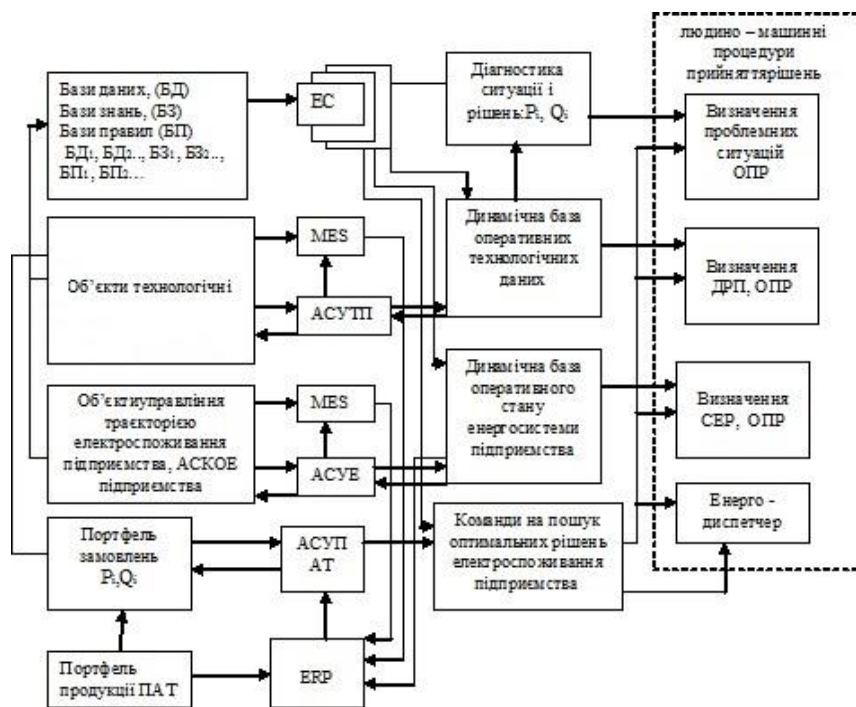 людино – машинні
процедури
прийняттярішень
Бази даних, (БД)
Бази знань, (БЗ)
Бази правил (БП)
БД1, БД2.., БЗ1, БЗ2..,
БП1, БП2...
ЕС
Діагностика
ситуації і
рішень:Pi, Qi
Визначення
проблемних
ситуацій
ОПР
Об’єкти технологічні
MES
АСУТП
Динамічна база
оперативних
технологічних
даних
Визначення
ДРП, ОПР
Об’єктиуправління
траєкторією
електроспоживання
підприємства, АСКОЕ
підприємства
MES
АСУЕ
Динамічна база
оперативного
стану
енергосистеми
підприємства
Визначення
СЕР, ОПР
Портфель
замовлень
Pi,Qi
АСУП
АТ
Команди на пошук
оптимальних рішень
електроспоживання
підприємства
Енерго -
диспетчер
Портфель
продукції ПАТ
ERP